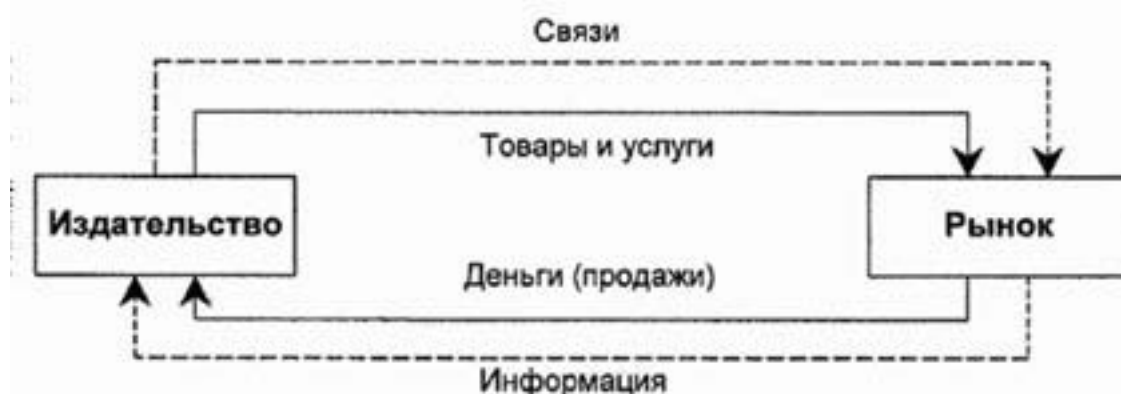 Связи
Товары и услуги
Издательство
Рынок
Деньги (продажи)
Информация